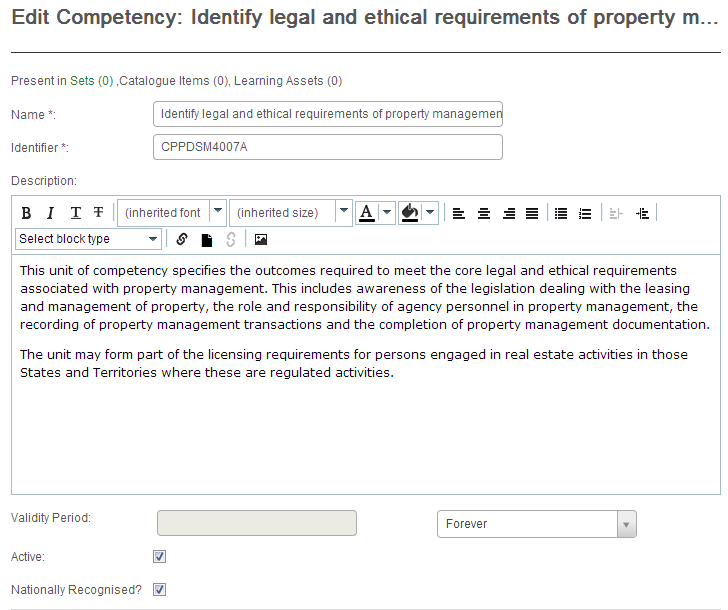 Edit Competency: Identify legal and ethical requirements of property m...
Present in Sets (0) ,Catalogue Items (0), Learning Assets (0)
Name *: Identify legal and ethical requirements of property managemen
Identifier *: CPPDSM4007A
Description:
B I T T (inherited font (inherited size) A
Select block type
This unit of competency specifies the outcomes required to meet the core legal and ethical requirements
associated with property management. This includes awareness of the legislation dealing with the leasing
and management of property, the role and responsibility of agency personnel in property management, the
recording of property management transactions and the completion of property management documentation.
The unit may form part of the licensing requirements for persons engaged in real estate activities in those
States and Territories where these are regulated activities.
Validity Period: Forever
Active:
Nationally Recognised?